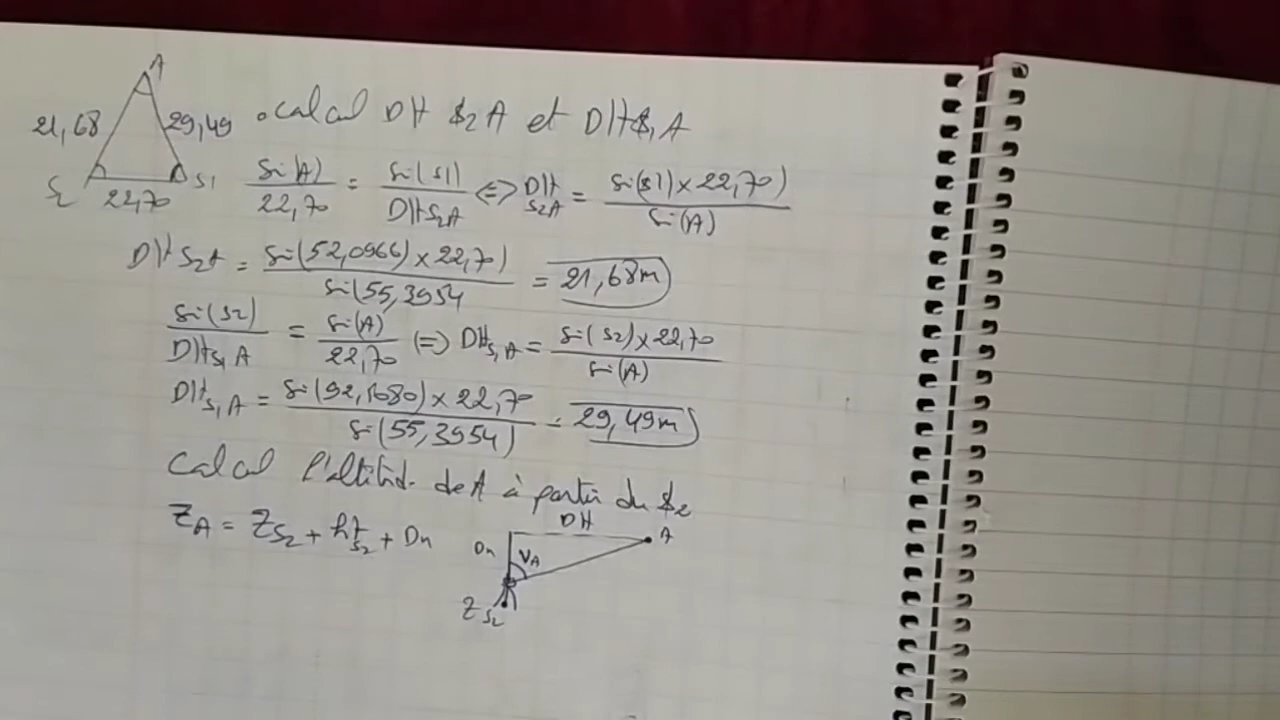 A
21,68
29,49
S2
22,70
S1
• Calcul DH S2A et DH S1A
Sin(A) / 22,70 = Sin(S1) / DH S2A <=> DH S2A = Sin(S1) × 22,70) / Sin(A)
DH S2A = Sin(52,0966) × 22,70) / Sin(55,3954 = 21,68m
Sin(S2) / DH S1A = Sin(A) / 22,70 <=> DH S1A = Sin(S2) × 22,70 / Sin(A)
DH S1A = Sin(92,5080) × 22,70 / Sin(55,3954) = 29,49m
Calcul l'altitude de A à partir du S2
ZA = ZS2 + ht S2 + Dn
DH
A
Dn
VA
Z S2